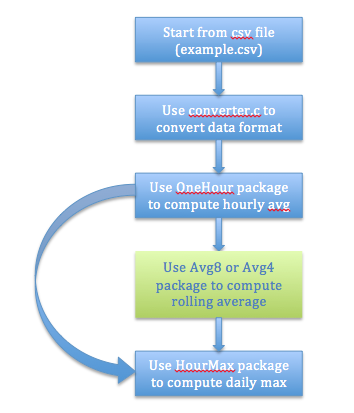 Start from csv file
(example.csv)
Use converter.c to
convert data format
Use OneHour package
to compute hourly avg
Use Avg8 or Avg4
package to compute
rolling average
Use HourMax package
to compute daily max